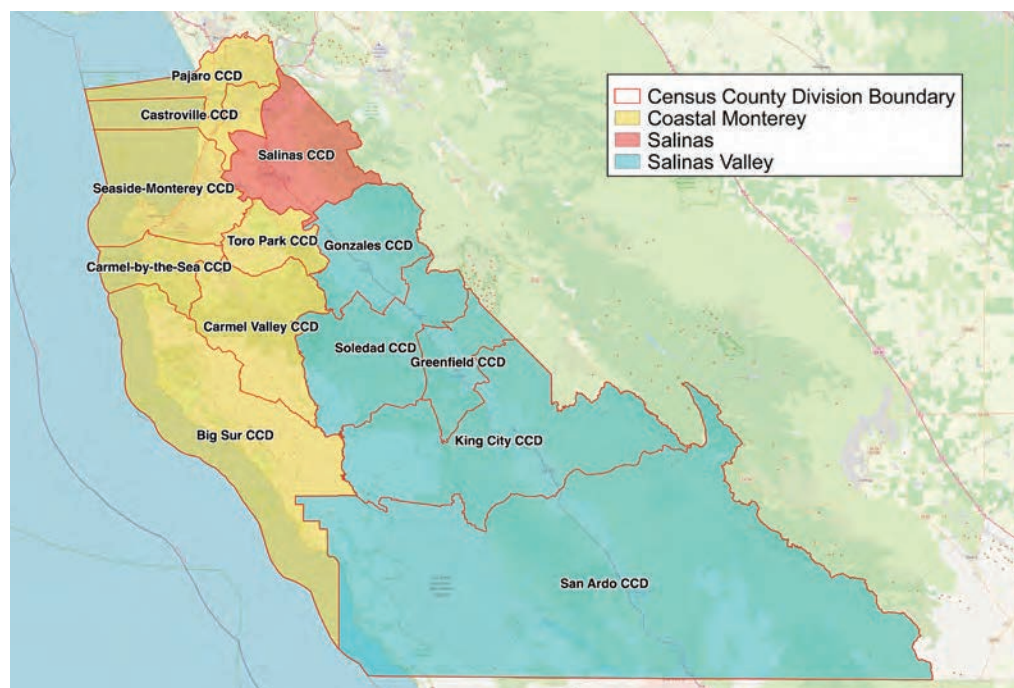 Census County Division Boundary
Coastal Monterey
Salinas
Salinas Valley
Pajaro CCD
Castroville CCD
Salinas CCD
Seaside-Monterey CCD
Toro Park CCD
Gonzales CCD
Carmel-by-the-Sea CCD
Carmel Valley CCD
Soledad CCD
Greenfield CCD
Big Sur CCD
King City CCD
San Ardo CCD